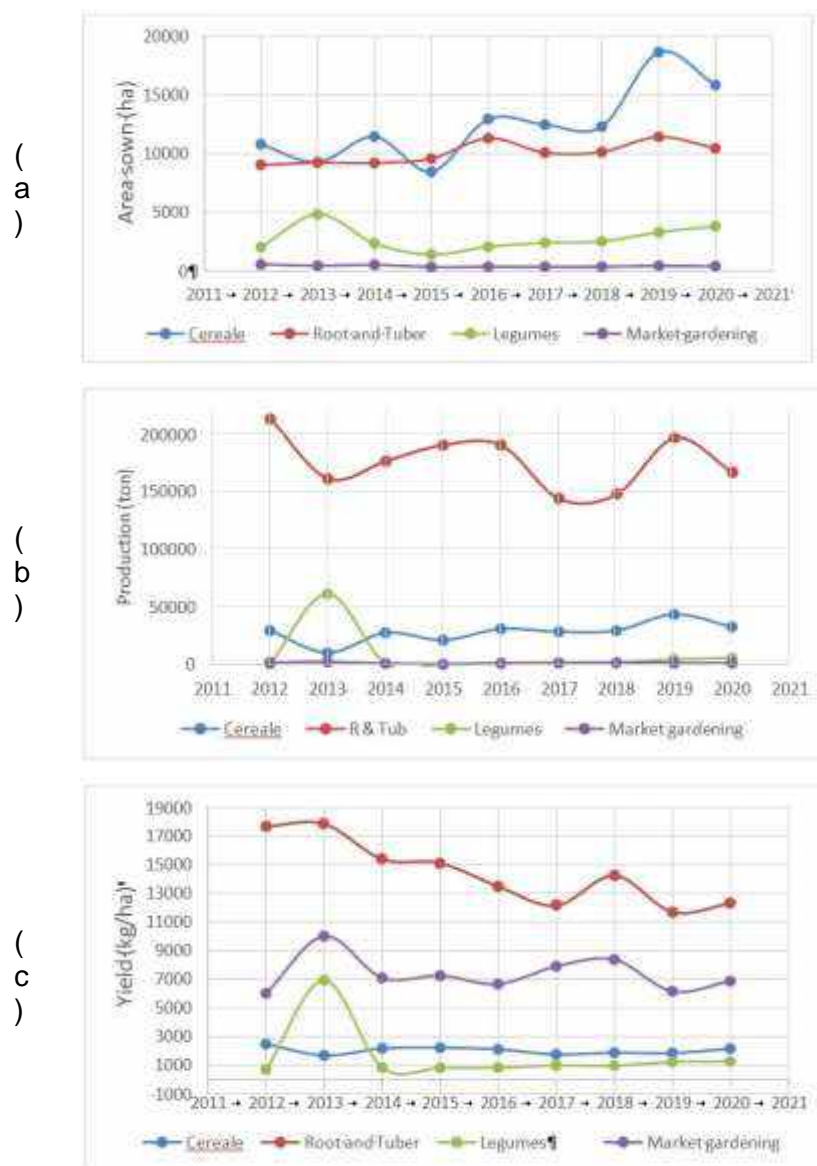 (
a
)
Area·sown·(ha)
20000
15000
10000
5000
0¶
2011 → 2012 → 2013 → 2014 → 2015 → 2016 → 2017 → 2018 → 2019 → 2020 → 2021
Cereale Root·and·Tuber Legumes Market·gardening
(
b
)
Production (ton)
200000
150000
100000
50000
0
2011 2012 2013 2014 2015 2016 2017 2018 2019 2020 2021
Cereale R & Tub Legumes Market gardening
(
c
)
Yield·(kg/ha)¶
19000
17000
15000
13000
11000
9000
7000
5000
3000
1000
-1000
2011 → 2012 → 2013 → 2014 → 2015 → 2016 → 2017 → 2018 → 2019 → 2020 → 2021
Cereale Root·and·Tuber Legumes¶ Market·gardening